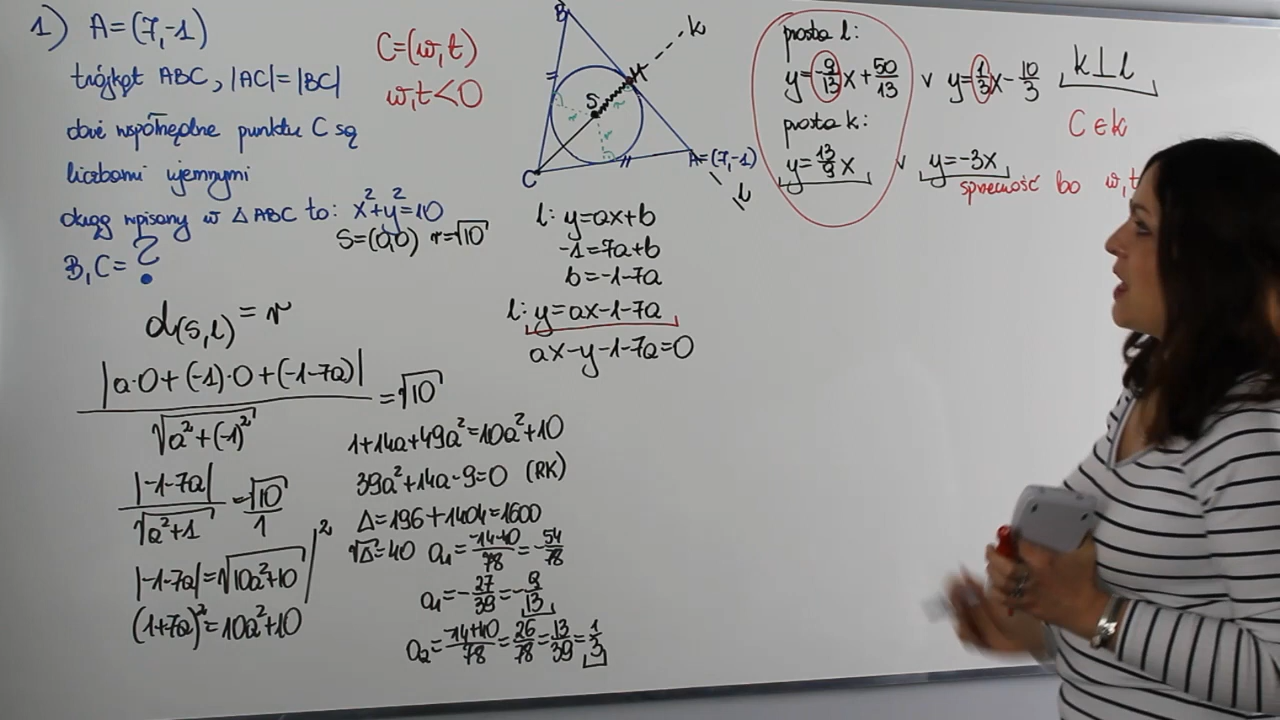 1) A=(7,-1)
trójkąt ABC, |AC|=|BC|
dwie współrzędne punktu C są
liczbami ujemnymi
okrąg wpisany w △ABC to: x²+y²=10
S=(0,0) r=√10
B,C=?
C=(w,t)
w,t<0
B
k
M
S
r
r
r
C
A=(7,-1)
l
d(S,l)=r
|a·0+(-1)·0+(-1-7a)|/√(a²+(-1)²)=√10
|-1-7a|/√(a²+1)=√10/1
|-1-7a|=√(10a²+10) |²
(1+7a)²=10a²+10
l: y=ax+b
-1=7a+b
b=-1-7a
l: y=ax-1-7a
ax-y-1-7a=0
1+14a+49a²=10a²+10
39a²+14a-9=0 (RK)
Δ=196+1404=1600
√Δ=40 a₁=(-14-40)/78=-54/78
a₁=-27/39=-9/13
a₂=(-14+40)/78=26/78=13/39=1/3
prosta l:
y=-9/13x+50/13 v y=1/3x-10/3
k⊥l
prosta k:
C∈k
y=13/9x v y=-3x
sprzeczność bo w,t